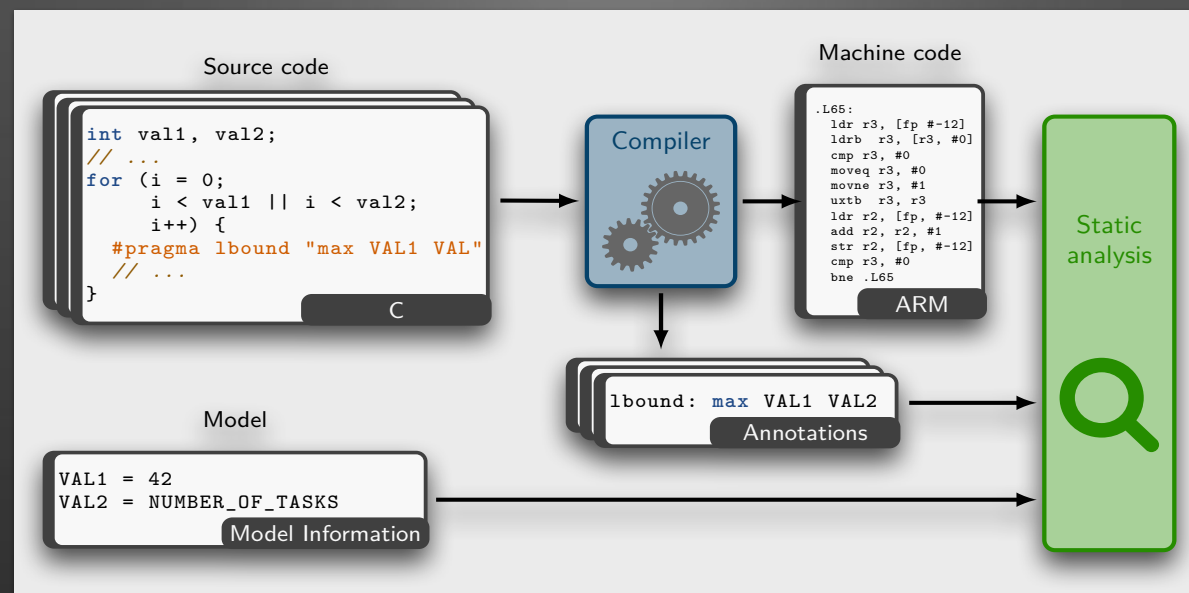 Source code
int val1, val2;
// ...
for (i = 0;
i < val1 || i < val2;
i++) {
#pragma lbound "max VAL1 VAL"
// ...
}
C
Compiler
Machine code
.L65:
ldr r3, [fp #-12]
ldrb r3, [r3, #0]
cmp r3, #0
moveq r3, #0
movne r3, #1
uxtb r3, r3
ldr r2, [fp, #-12]
add r2, r2, #1
str r2, [fp, #-12]
cmp r3, #0
bne .L65
ARM
Static
analysis
lbound: max VAL1 VAL2
Annotations
Model
VAL1 = 42
VAL2 = NUMBER_OF_TASKS
Model Information